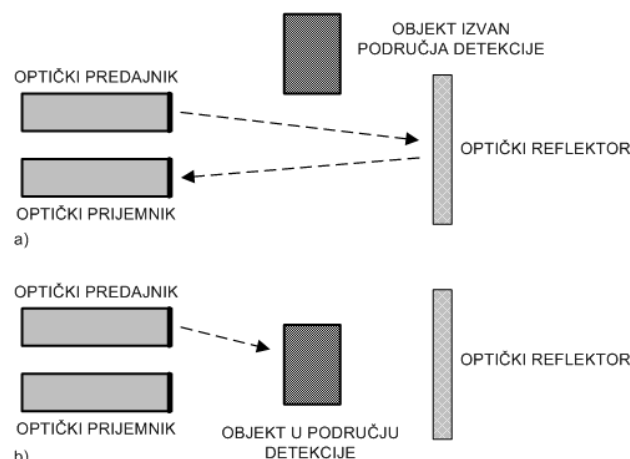 OBJEKT IZVAN
PODRUČJA DETEKCIJE
OPTIČKI PREDAJNIK
OPTIČKI REFLEKTOR
OPTIČKI PRIJEMNIK
a)
OPTIČKI PREDAJNIK
OPTIČKI REFLEKTOR
OPTIČKI PRIJEMNIK
OBJEKT U PODRUČJU
DETEKCIJE
b)